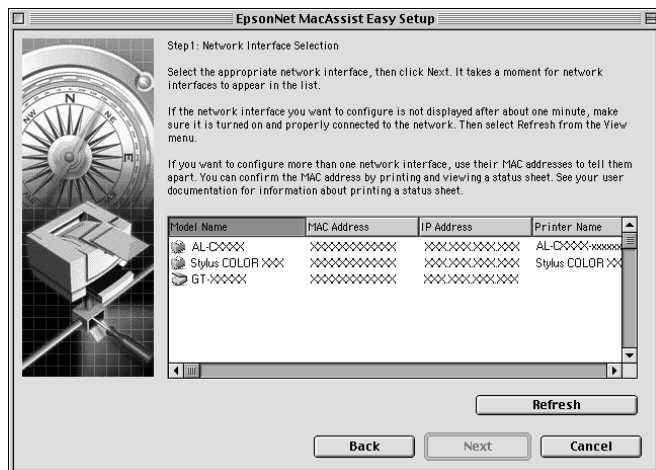 EpsonNet MacAssist Easy Setup
Step1: Network Interface Selection
Select the appropriate network interface, then click Next. It takes a moment for network
interfaces to appear in the list.
If the network interface you want to configure is not displayed after about one minute, make
sure it is turned on and properly connected to the network. Then select Refresh from the View
menu.
If you want to configure more than one network interface, use their MAC addresses to tell them
apart. You can confirm the MAC address by printing and viewing a status sheet. See your user
documentation for information about printing a status sheet.
Model Name MAC Address IP Address Printer Name
AL-CXXXX XXXXXXXXXXXX XXX.XXX.XXX.XXX AL-CXXXX-xxxxxx
Stylus COLOR XXX XXXXXXXXXXXX XXX.XXX.XXX.XXX Stylus COLOR XX
GT-XXXXX XXXXXXXXXXXX XXX.XXX.XXX.XXX
Refresh
Back Next Cancel
N
NE
E